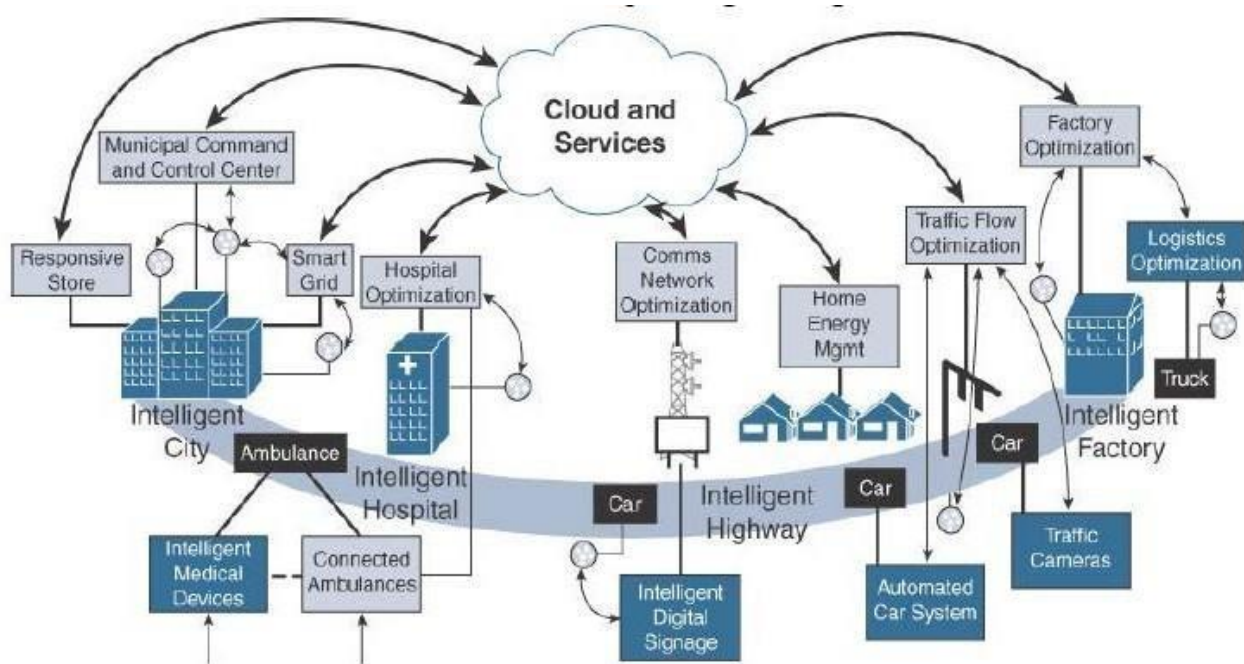 Cloud and
Services
Municipal Command
and Control Center
Factory
Optimization
Responsive
Store
Smart
Grid
Hospital
Optimization
Comms
Network
Optimization
Home
Energy
Mgmt
Traffic Flow
Optimization
Logistics
Optimization
Truck
Intelligent
City
Ambulance
Intelligent
Hospital
Car
Intelligent
Highway
Car
Car
Intelligent
Factory
Intelligent
Medical
Devices
Connected
Ambulances
Intelligent
Digital
Signage
Automated
Car System
Traffic
Cameras